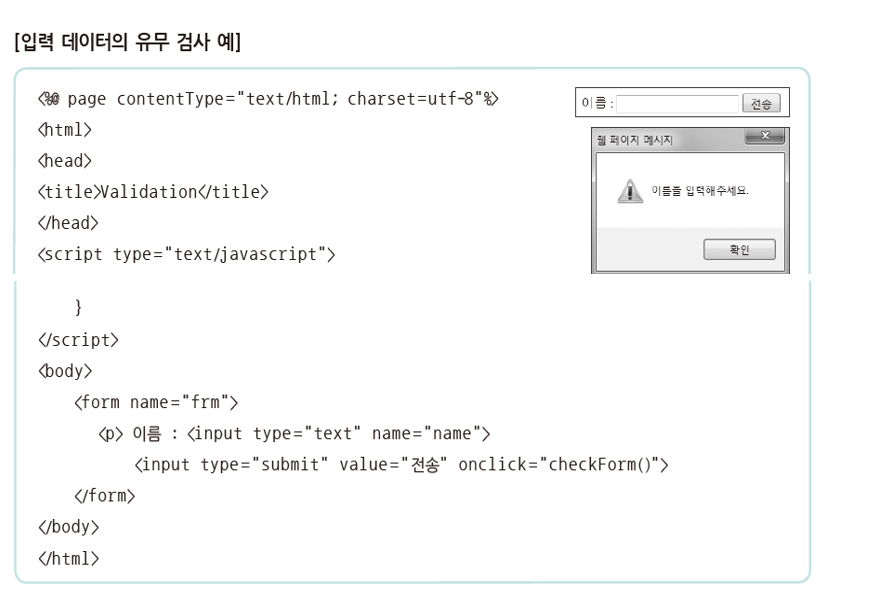 [입력 데이터의 유무 검사 예]
<%@ page contentType="text/html; charset=utf-8"%>
이름 : 전송
<html>
웹 페이지 메시지
<head>
<title>Validation</title>
이름을 입력해주세요.
</head>
<script type="text/javascript">
확인
}
</script>
<body>
<form name="frm">
<p> 이름 : <input type="text" name="name">
<input type="submit" value="전송" onclick="checkForm()">
</form>
</body>
</html>